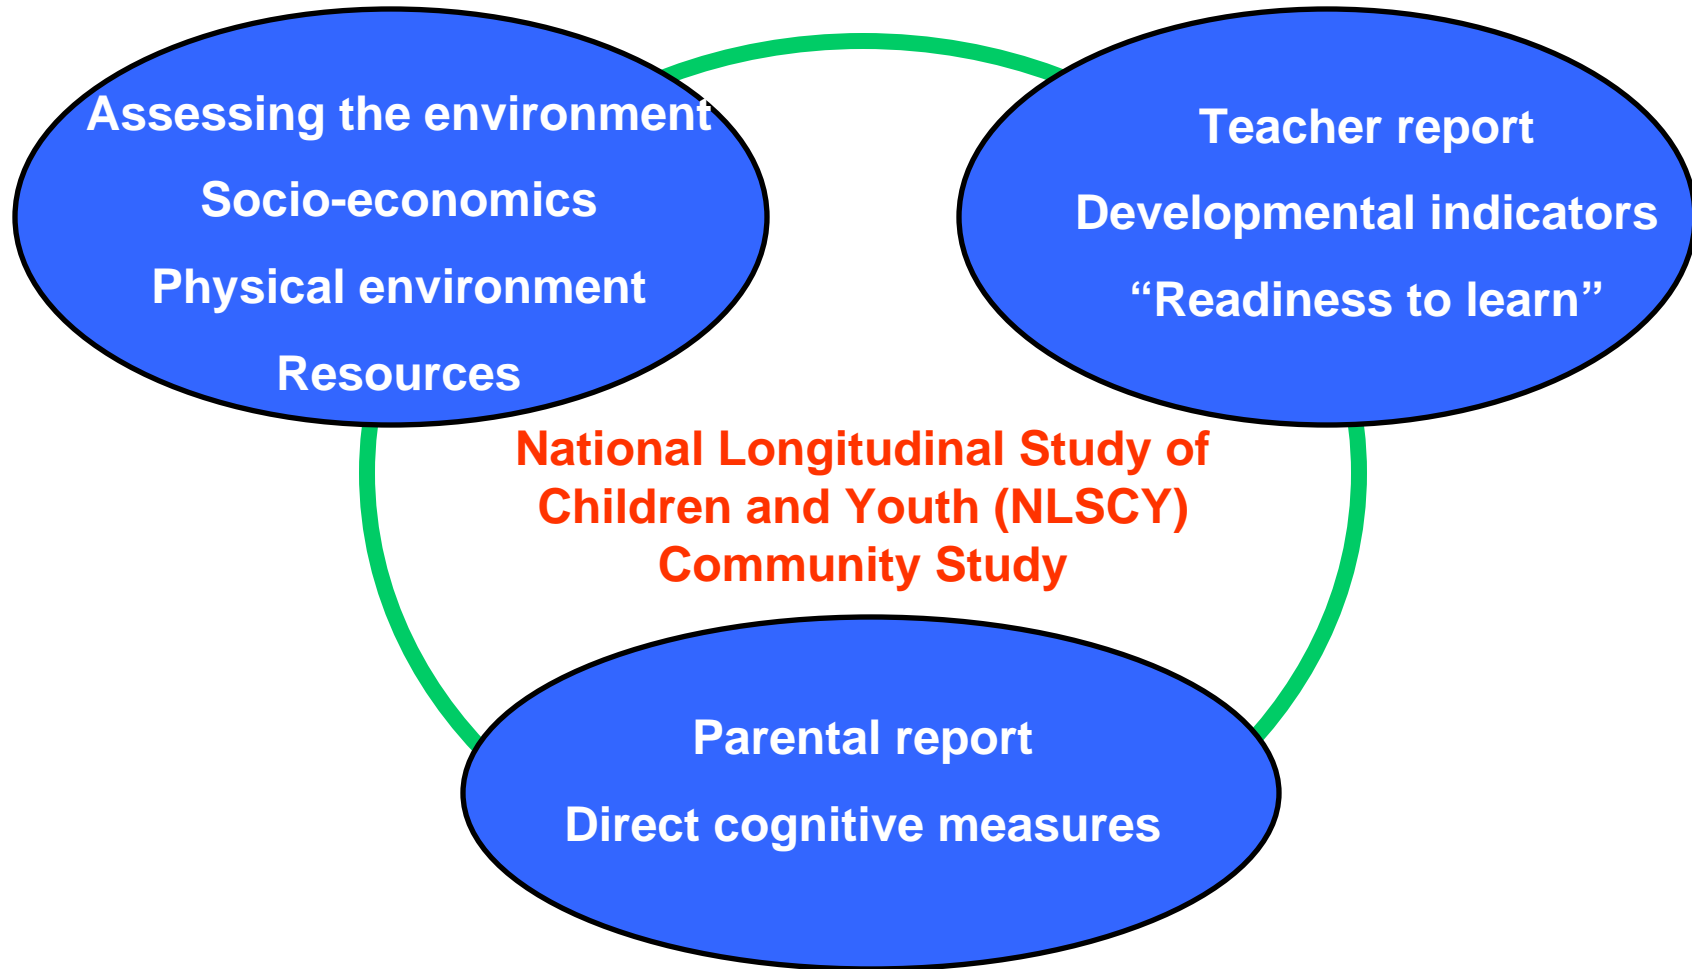 Assessing the environment
Socio-economics
Physical environment
Resources
Teacher report
Developmental indicators
“Readiness to learn”
National Longitudinal Study of
Children and Youth (NLSCY)
Community Study
Parental report
Direct cognitive measures